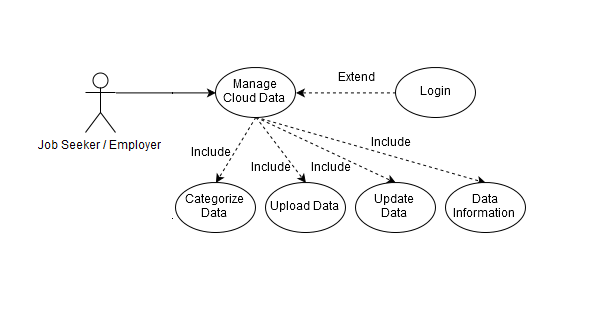 Extend
Manage
Cloud Data
Login
Job Seeker / Employer
Include
Include
Include
Include
Categorize
Data
Upload Data
Update
Data
Data
Information